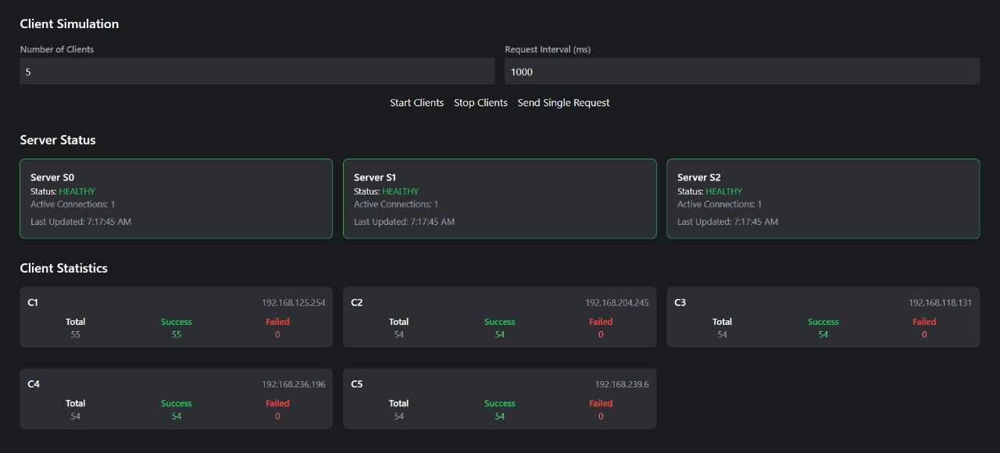 Client Simulation
Number of Clients
Request Interval (ms)
5
1000
Start Clients Stop Clients Send Single Request
Server Status
Server S0
Status: HEALTHY
Active Connections: 1
Last Updated: 7:17:45 AM
Server S1
Status: HEALTHY
Active Connections: 1
Last Updated: 7:17:45 AM
Server S2
Status: HEALTHY
Active Connections: 1
Last Updated: 7:17:45 AM
Client Statistics
C1 192.168.125.254
Total Success Failed
55 55 0
C2 192.168.204.245
Total Success Failed
54 54 0
C3 192.168.118.131
Total Success Failed
54 54 0
C4 192.168.236.196
Total Success Failed
54 54 0
C5 192.168.239.6
Total Success Failed
54 54 0